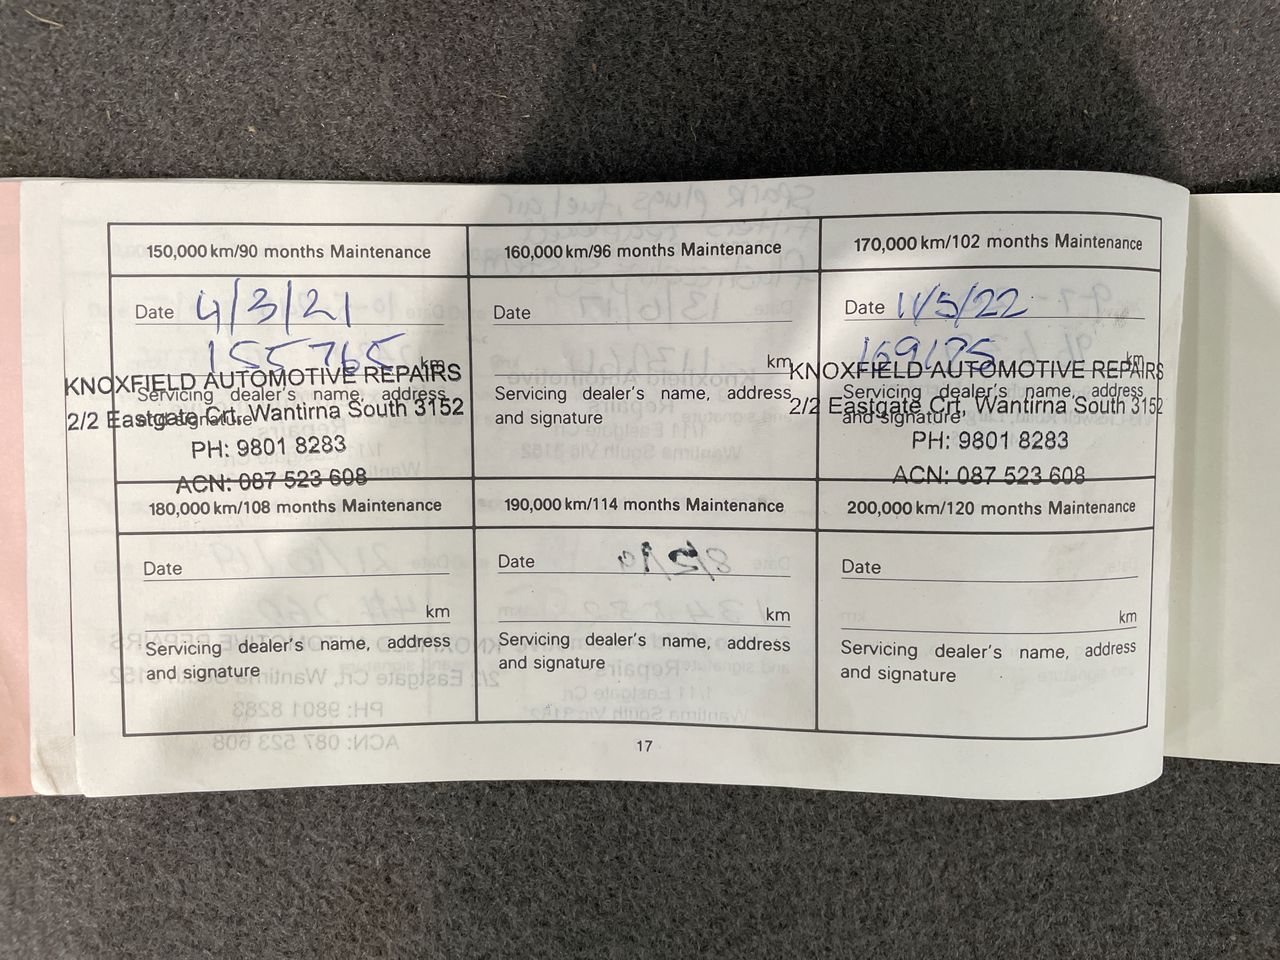 150,000 km/90 months Maintenance
Date 4/3/21
155765 km
KNOXFIELD AUTOMOTIVE REPAIRS
Servicing dealer's name, address
2/2 Eastgate Crt, Wantirna South 3152
and signature
PH: 9801 8283
ACN: 087 523 608
160,000 km/96 months Maintenance
Date
km
Servicing dealer's name, address
and signature
170,000 km/102 months Maintenance
Date 11/5/22
169175 km
KNOXFIELD AUTOMOTIVE REPAIRS
Servicing dealer's name, address
2/2 Eastgate Crt, Wantirna South 3152
and signature
PH: 9801 8283
ACN: 087 523 608
180,000 km/108 months Maintenance
Date
km
Servicing dealer's name, address
and signature
190,000 km/114 months Maintenance
Date
km
Servicing dealer's name, address
and signature
200,000 km/120 months Maintenance
Date
km
Servicing dealer's name, address
and signature
17